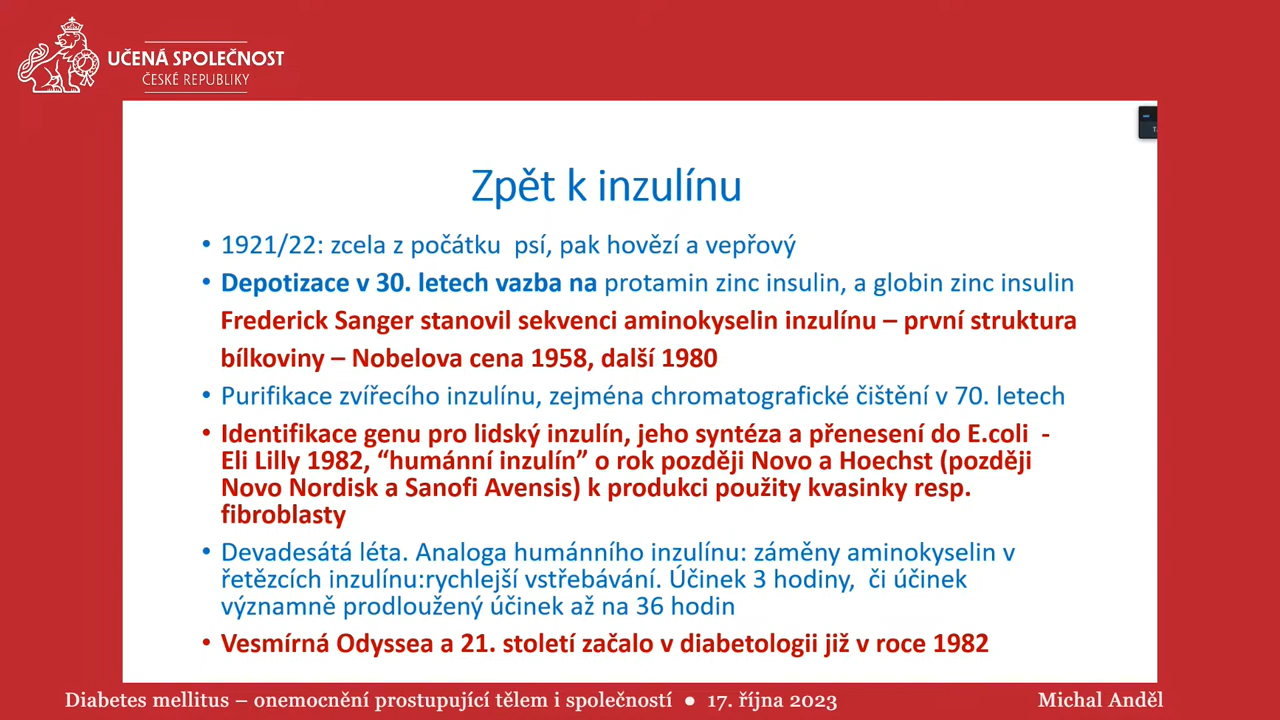 UČENÁ SPOLEČNOST
ČESKÉ REPUBLIKY
Zpět k inzulínu
• 1921/22: zcela z počátku psí, pak hovězí a vepřový
• Depotizace v 30. letech vazba na protamin zinc insulin, a globin zinc insulin
Frederick Sanger stanovil sekvenci aminokyselin inzulínu – první struktura
bílkoviny – Nobelova cena 1958, další 1980
• Purifikace zvířecího inzulínu, zejména chromatografické čištění v 70. letech
• Identifikace genu pro lidský inzulín, jeho syntéza a přenesení do E.coli -
Eli Lilly 1982, “humánní inzulín” o rok později Novo a Hoechst (později
Novo Nordisk a Sanofi Avensis) k produkci použity kvasinky resp.
fibroblasty
• Devadesátá léta. Analoga humánního inzulínu: záměny aminokyselin v
řetězcích inzulínu:rychlejší vstřebávání. Účinek 3 hodiny, či účinek
významně prodloužený účinek až na 36 hodin
• Vesmírná Odyssea a 21. století začalo v diabetologii již v roce 1982
Diabetes mellitus – onemocnění prostupující tělem i společností ● 17. října 2023 Michal Anděl